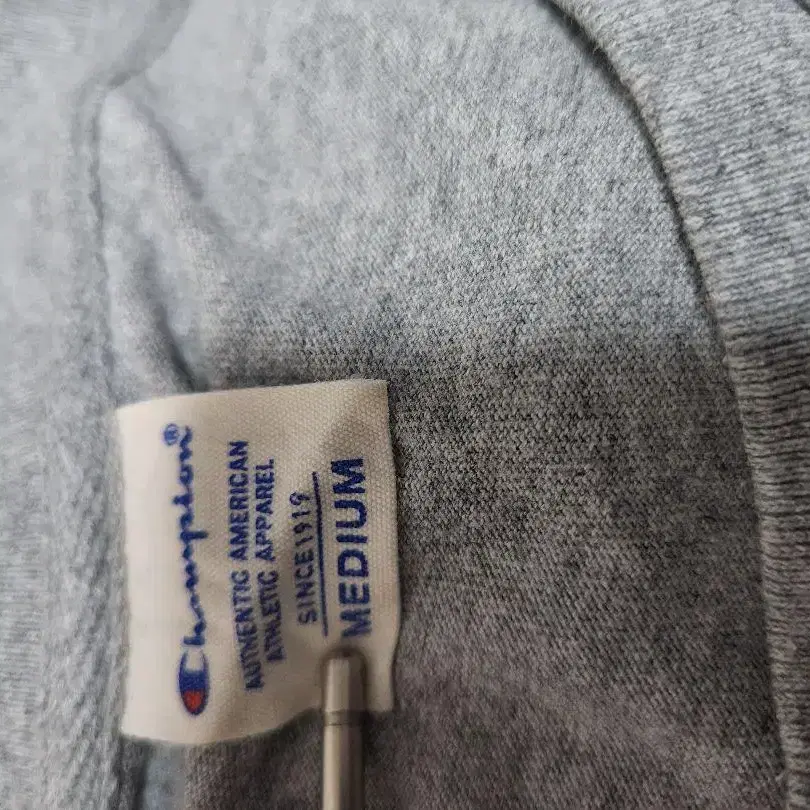 Champion®
AUTHENTIC AMERICAN
ATHLETIC APPAREL
SINCE 1919
MEDIUM